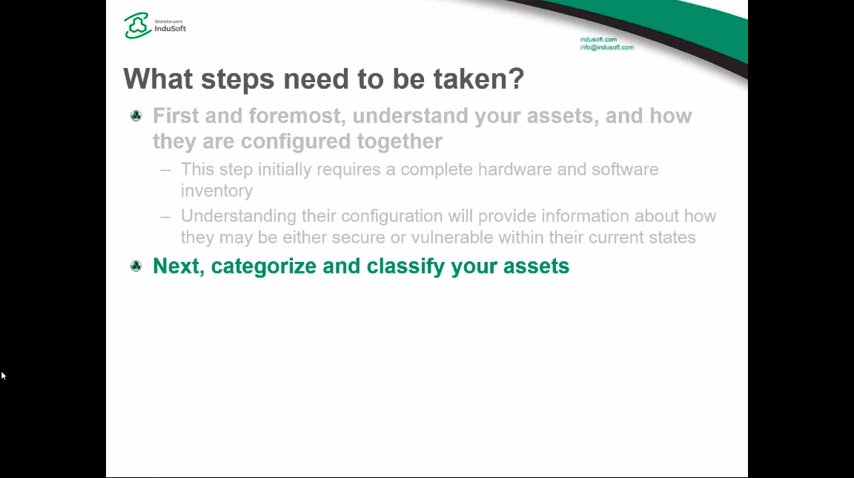 Wonderware
InduSoft
indusoft.com
info@indusoft.com
What steps need to be taken?
First and foremost, understand your assets, and how
they are configured together
– This step initially requires a complete hardware and software
inventory
– Understanding their configuration will provide information about how
they may be either secure or vulnerable within their current states
Next, categorize and classify your assets